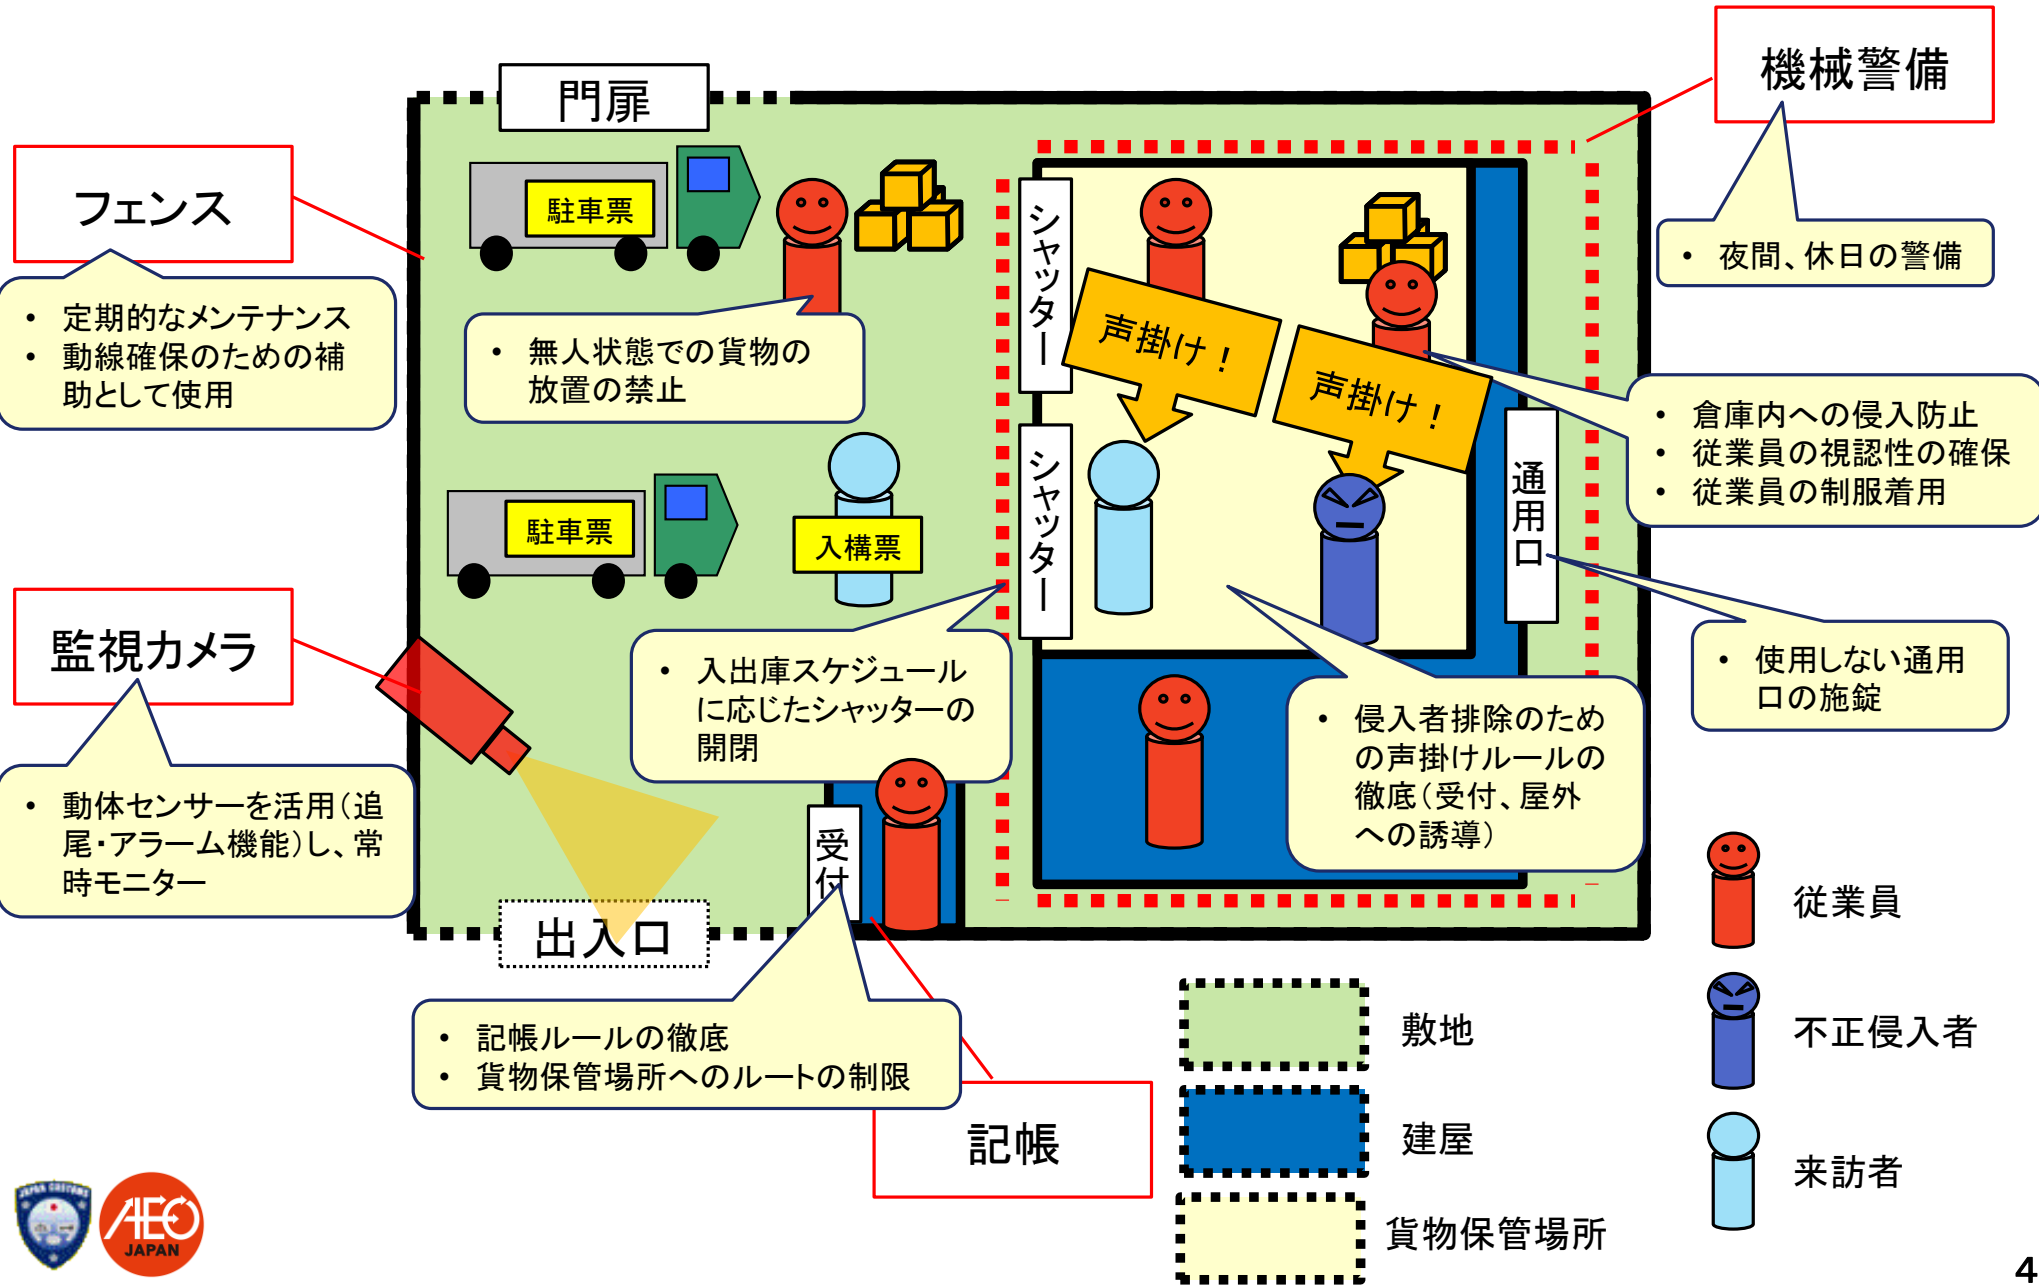 門扉
機械警備
• 夜間、休日の警備
フェンス
• 定期的なメンテナンス
• 動線確保のための補
助として使用
駐車票
• 無人状態での貨物の
放置の禁止
シャッター
声掛け！
声掛け！
• 倉庫内への侵入防止
• 従業員の視認性の確保
• 従業員の制服着用
駐車票
入構票
シャッター
通用口
• 使用しない通用
口の施錠
監視カメラ
• 動体センサーを活用（追
尾・アラーム機能）し、常
時モニター
• 入出庫スケジュール
に応じたシャッターの
開閉
• 侵入者排除のため
の声掛けルールの
徹底（受付、屋外
への誘導）
受付
出入口
• 記帳ルールの徹底
• 貨物保管場所へのルートの制限
記帳
敷地
建屋
貨物保管場所
従業員
不正侵入者
来訪者
JAPAN CUSTOMS
AEO
JAPAN
4